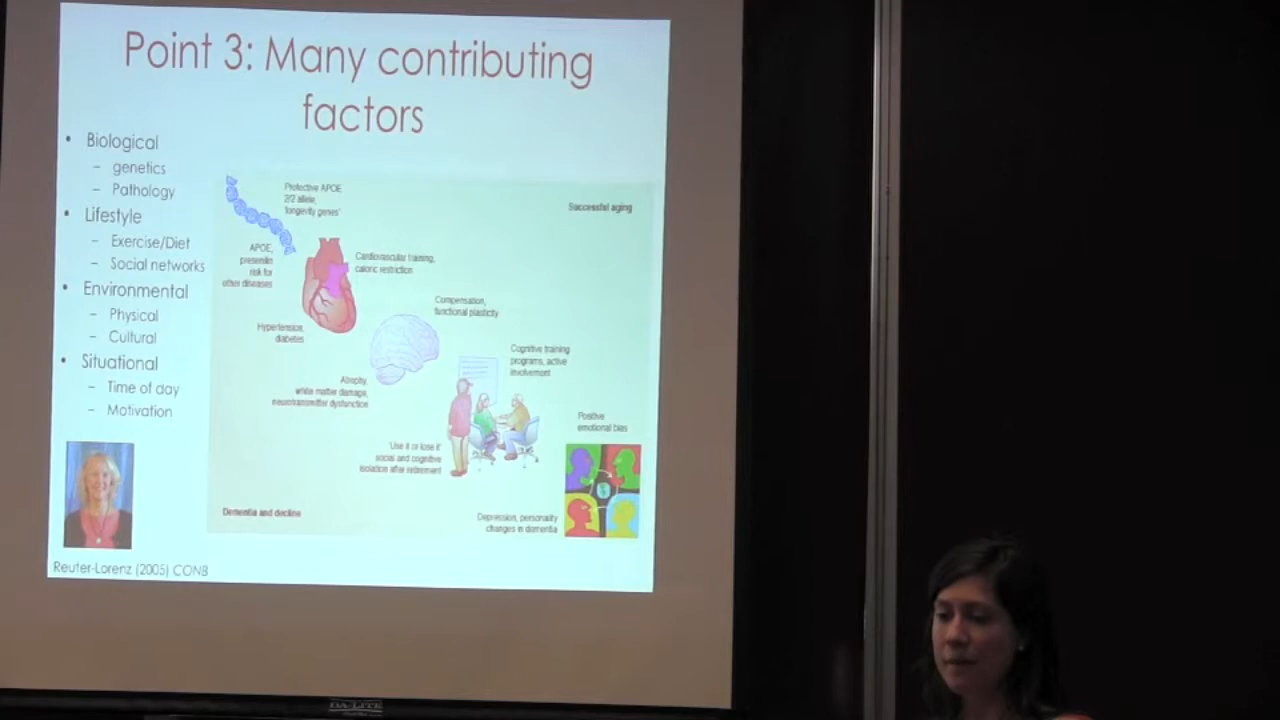 Point 3: Many contributing
factors
• Biological
– genetics
– Pathology
• Lifestyle
– Exercise/Diet
– Social networks
• Environmental
– Physical
– Cultural
• Situational
– Time of day
– Motivation
Protective APOE
2/2 allele,
'longevity genes'
Successful aging
APOE,
presenilin
risk for
other diseases
Cardiovascular training,
caloric restriction
Compensation,
functional plasticity
Hypertension,
diabetes
Cognitive training
programs, active
involvement
Atrophy,
white matter damage,
neurotransmitter dysfunction
Positive
emotional bias
'Use it or lose it'
social and cognitive
isolation after retirement
Dementia and decline
Depression, personality
changes in dementia
Reuter-Lorenz (2005) CONB
DA-LITE